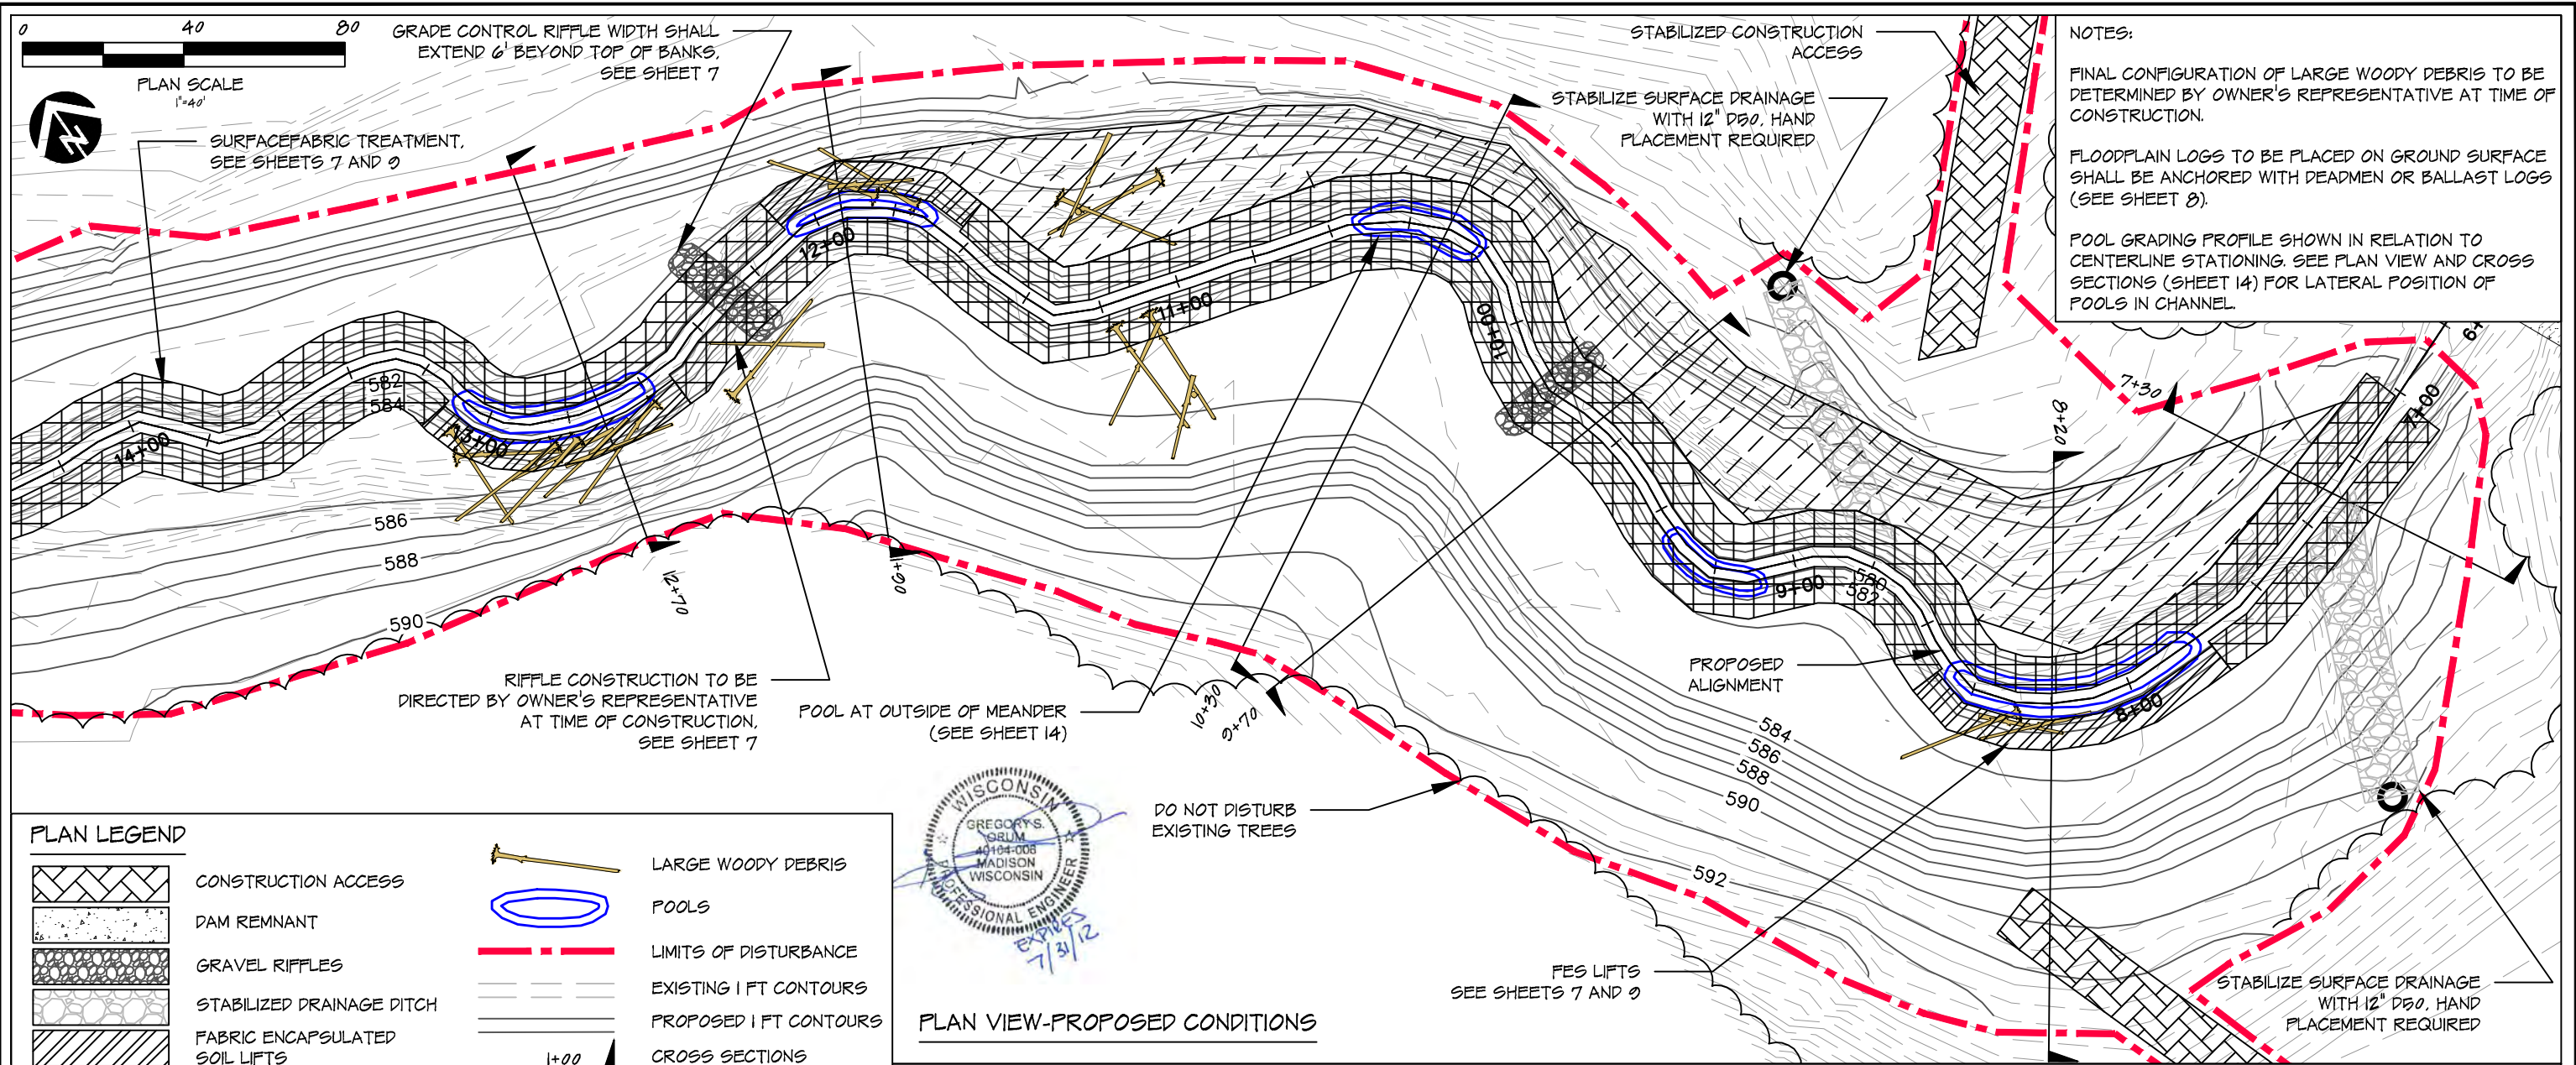 0 40 80
PLAN SCALE
1"=40'
N
GRADE CONTROL RIFFLE WIDTH SHALL
EXTEND 6' BEYOND TOP OF BANKS,
SEE SHEET 7
SURFACEFABRIC TREATMENT,
SEE SHEETS 7 AND 9
STABILIZED CONSTRUCTION
ACCESS
STABILIZE SURFACE DRAINAGE
WITH 12" D50, HAND
PLACEMENT REQUIRED
NOTES:
FINAL CONFIGURATION OF LARGE WOODY DEBRIS TO BE
DETERMINED BY OWNER'S REPRESENTATIVE AT TIME OF
CONSTRUCTION.
FLOODPLAIN LOGS TO BE PLACED ON GROUND SURFACE
SHALL BE ANCHORED WITH DEADMEN OR BALLAST LOGS
(SEE SHEET 8).
POOL GRADING PROFILE SHOWN IN RELATION TO
CENTERLINE STATIONING. SEE PLAN VIEW AND CROSS
SECTIONS (SHEET 14) FOR LATERAL POSITION OF
POOLS IN CHANNEL.
14+00
13+00
12+00
11+00
10+00
9+00
8+00
7+00
6+
582
584
586
588
590
580
582
584
586
588
590
592
12+70
11+90
10+30
9+70
8+20
7+30
RIFFLE CONSTRUCTION TO BE
DIRECTED BY OWNER'S REPRESENTATIVE
AT TIME OF CONSTRUCTION,
SEE SHEET 7
POOL AT OUTSIDE OF MEANDER
(SEE SHEET 14)
PROPOSED
ALIGNMENT
DO NOT DISTURB
EXISTING TREES
FES LIFTS
SEE SHEETS 7 AND 9
STABILIZE SURFACE DRAINAGE
WITH 12" D50, HAND
PLACEMENT REQUIRED
WISCONSIN
GREGORY S.
ORUM
40104-006
MADISON
WISCONSIN
PROFESSIONAL ENGINEER
EXPIRES
7/31/12
PLAN VIEW-PROPOSED CONDITIONS
PLAN LEGEND
CONSTRUCTION ACCESS
DAM REMNANT
GRAVEL RIFFLES
STABILIZED DRAINAGE DITCH
FABRIC ENCAPSULATED
SOIL LIFTS
LARGE WOODY DEBRIS
POOLS
LIMITS OF DISTURBANCE
EXISTING 1 FT CONTOURS
PROPOSED 1 FT CONTOURS
1+00 CROSS SECTIONS